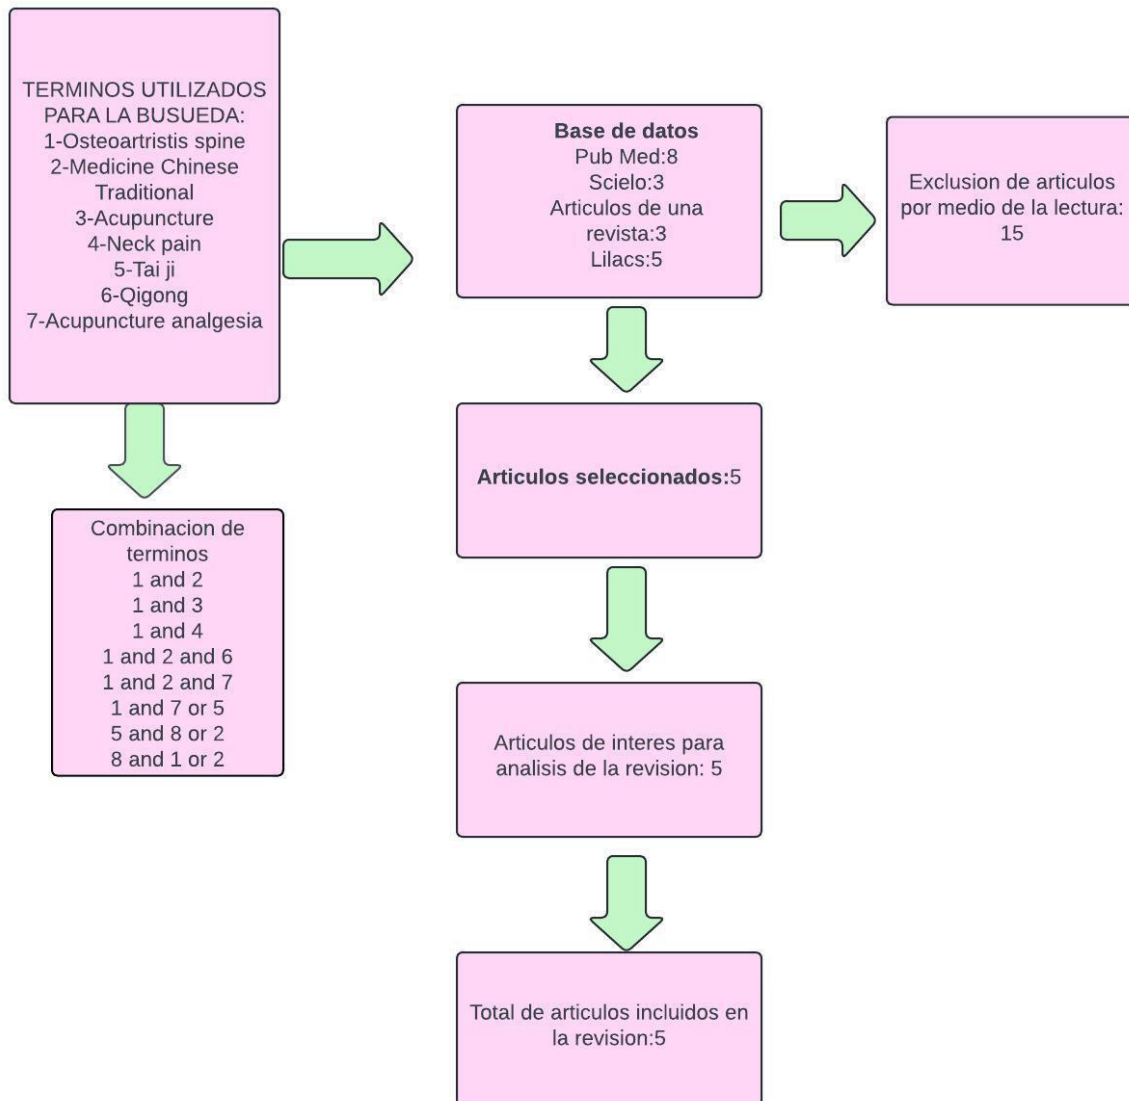 TERMINOS UTILIZADOS
PARA LA BUSUEDA:
1-Osteoartristis spine
2-Medicine Chinese
Traditional
3-Acupuncture
4-Neck pain
5-Tai ji
6-Qigong
7-Acupuncture analgesia
Combinacion de
terminos
1 and 2
1 and 3
1 and 4
1 and 2 and 6
1 and 2 and 7
1 and 7 or 5
5 and 8 or 2
8 and 1 or 2
Base de datos
Pub Med:8
Scielo:3
Articulos de una
revista:3
Lilacs:5
Exclusion de articulos
por medio de la lectura:
15
Articulos seleccionados:5
Articulos de interes para
analisis de la revision: 5
Total de articulos incluidos en
la revision:5